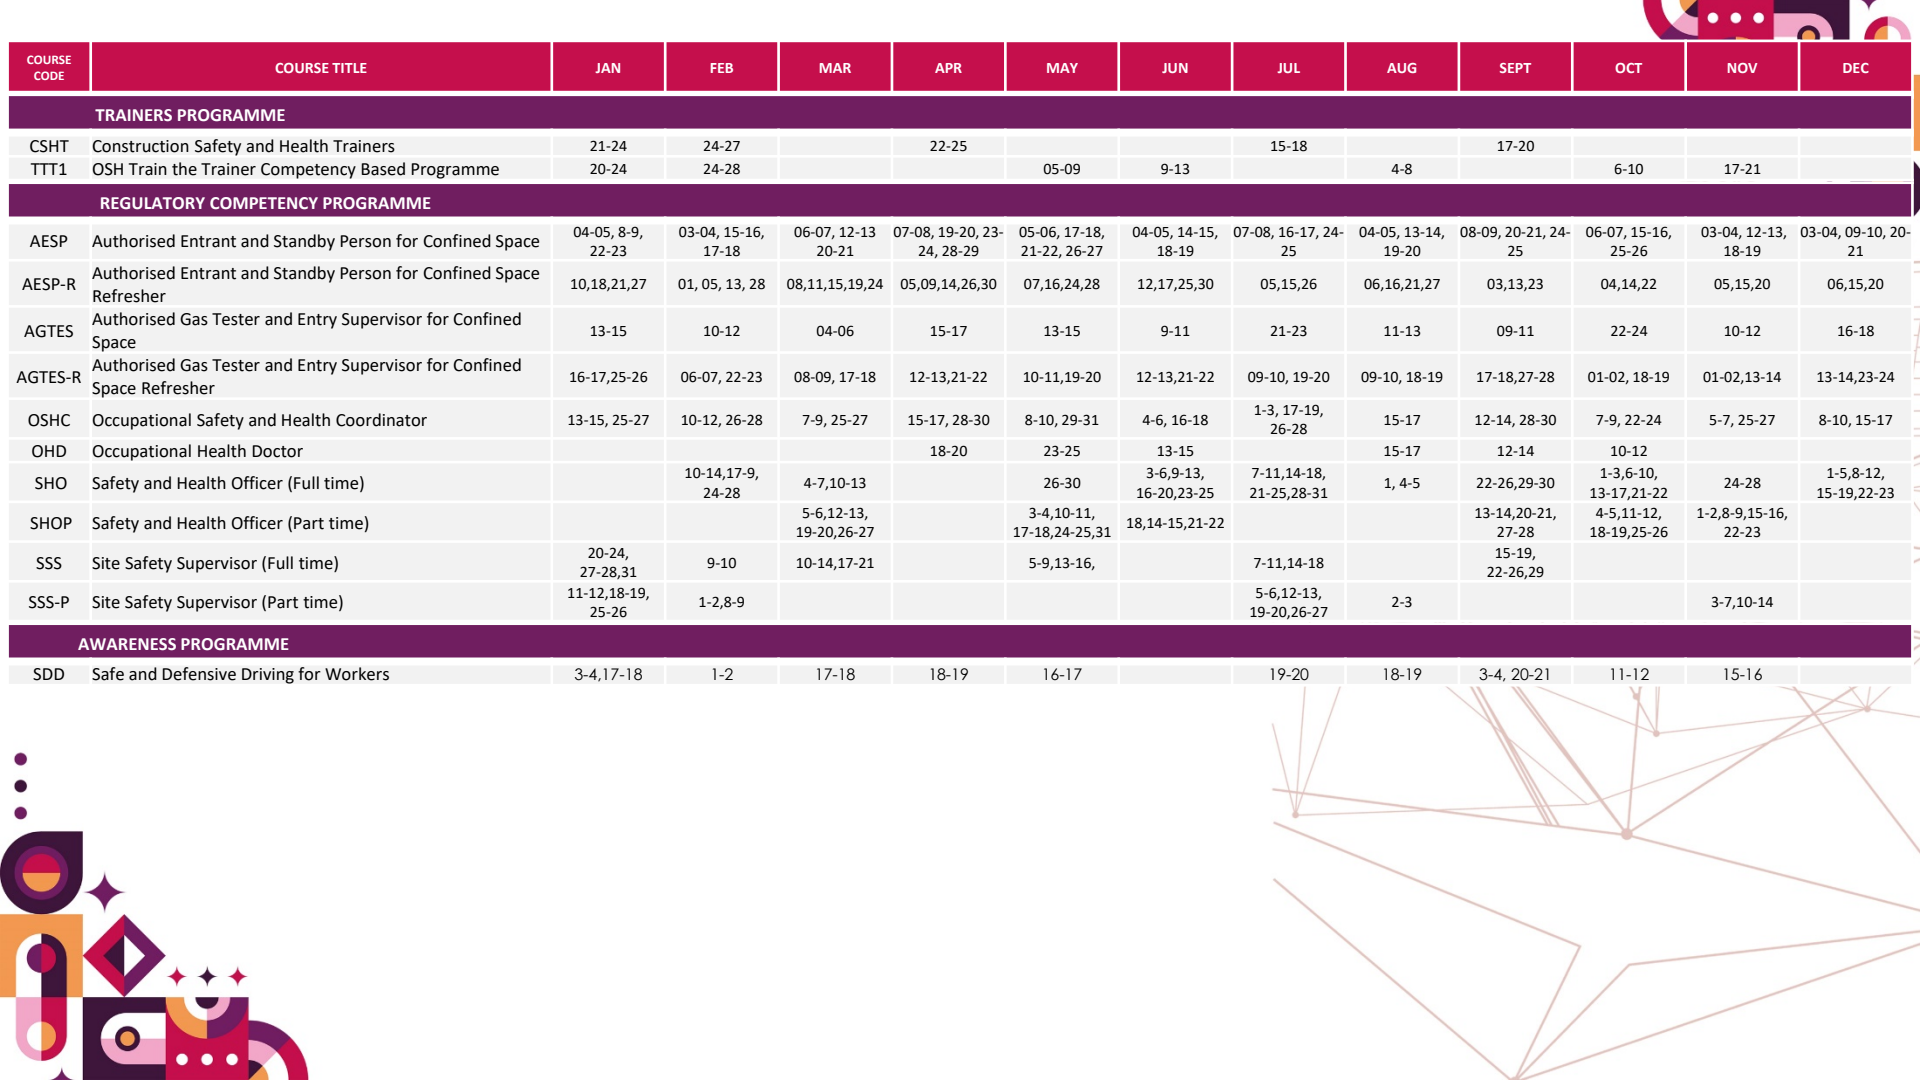 COURSE CODE COURSE TITLE JAN FEB MAR APR MAY JUN JUL AUG SEPT OCT NOV DEC
TRAINERS PROGRAMME
CSHT Construction Safety and Health Trainers 21-24 24-27 22-25 15-18 17-20
TTT1 OSH Train the Trainer Competency Based Programme 20-24 24-28 05-09 9-13 4-8 6-10 17-21
REGULATORY COMPETENCY PROGRAMME
AESP Authorised Entrant and Standby Person for Confined Space 04-05, 8-9, 22-23 03-04, 15-16, 17-18 06-07, 12-13 20-21 07-08, 19-20, 23-24, 28-29 05-06, 17-18, 21-22, 26-27 04-05, 14-15, 18-19 07-08, 16-17, 24-25 04-05, 13-14, 19-20 08-09, 20-21, 24-25 06-07, 15-16, 25-26 03-04, 12-13, 18-19 03-04, 09-10, 20-21
AESP-R Authorised Entrant and Standby Person for Confined Space Refresher 10,18,21,27 01, 05, 13, 28 08,11,15,19,24 05,09,14,26,30 07,16,24,28 12,17,25,30 05,15,26 06,16,21,27 03,13,23 04,14,22 05,15,20 06,15,20
AGTES Authorised Gas Tester and Entry Supervisor for Confined Space 13-15 10-12 04-06 15-17 13-15 9-11 21-23 11-13 09-11 22-24 10-12 16-18
AGTES-R Authorised Gas Tester and Entry Supervisor for Confined Space Refresher 16-17,25-26 06-07, 22-23 08-09, 17-18 12-13,21-22 10-11,19-20 12-13,21-22 09-10, 19-20 09-10, 18-19 17-18,27-28 01-02, 18-19 01-02,13-14 13-14,23-24
OSHC Occupational Safety and Health Coordinator 13-15, 25-27 10-12, 26-28 7-9, 25-27 15-17, 28-30 8-10, 29-31 4-6, 16-18 1-3, 17-19, 26-28 15-17 12-14, 28-30 7-9, 22-24 5-7, 25-27 8-10, 15-17
OHD Occupational Health Doctor 18-20 23-25 13-15 15-17 12-14 10-12
SHO Safety and Health Officer (Full time) 10-14,17-9, 24-28 4-7,10-13 26-30 3-6,9-13, 16-20,23-25 7-11,14-18, 21-25,28-31 1, 4-5 22-26,29-30 1-3,6-10, 13-17,21-22 24-28 1-5,8-12, 15-19,22-23
SHOP Safety and Health Officer (Part time) 5-6,12-13, 19-20,26-27 3-4,10-11, 17-18,24-25,31 18,14-15,21-22 13-14,20-21, 27-28 4-5,11-12, 18-19,25-26 1-2,8-9,15-16, 22-23
SSS Site Safety Supervisor (Full time) 20-24, 27-28,31 9-10 10-14,17-21 5-9,13-16, 7-11,14-18 15-19, 22-26,29
SSS-P Site Safety Supervisor (Part time) 11-12,18-19, 25-26 1-2,8-9 5-6,12-13, 19-20,26-27 2-3 3-7,10-14
AWARENESS PROGRAMME
SDD Safe and Defensive Driving for Workers 3-4,17-18 1-2 17-18 18-19 16-17 19-20 18-19 3-4, 20-21 11-12 15-16